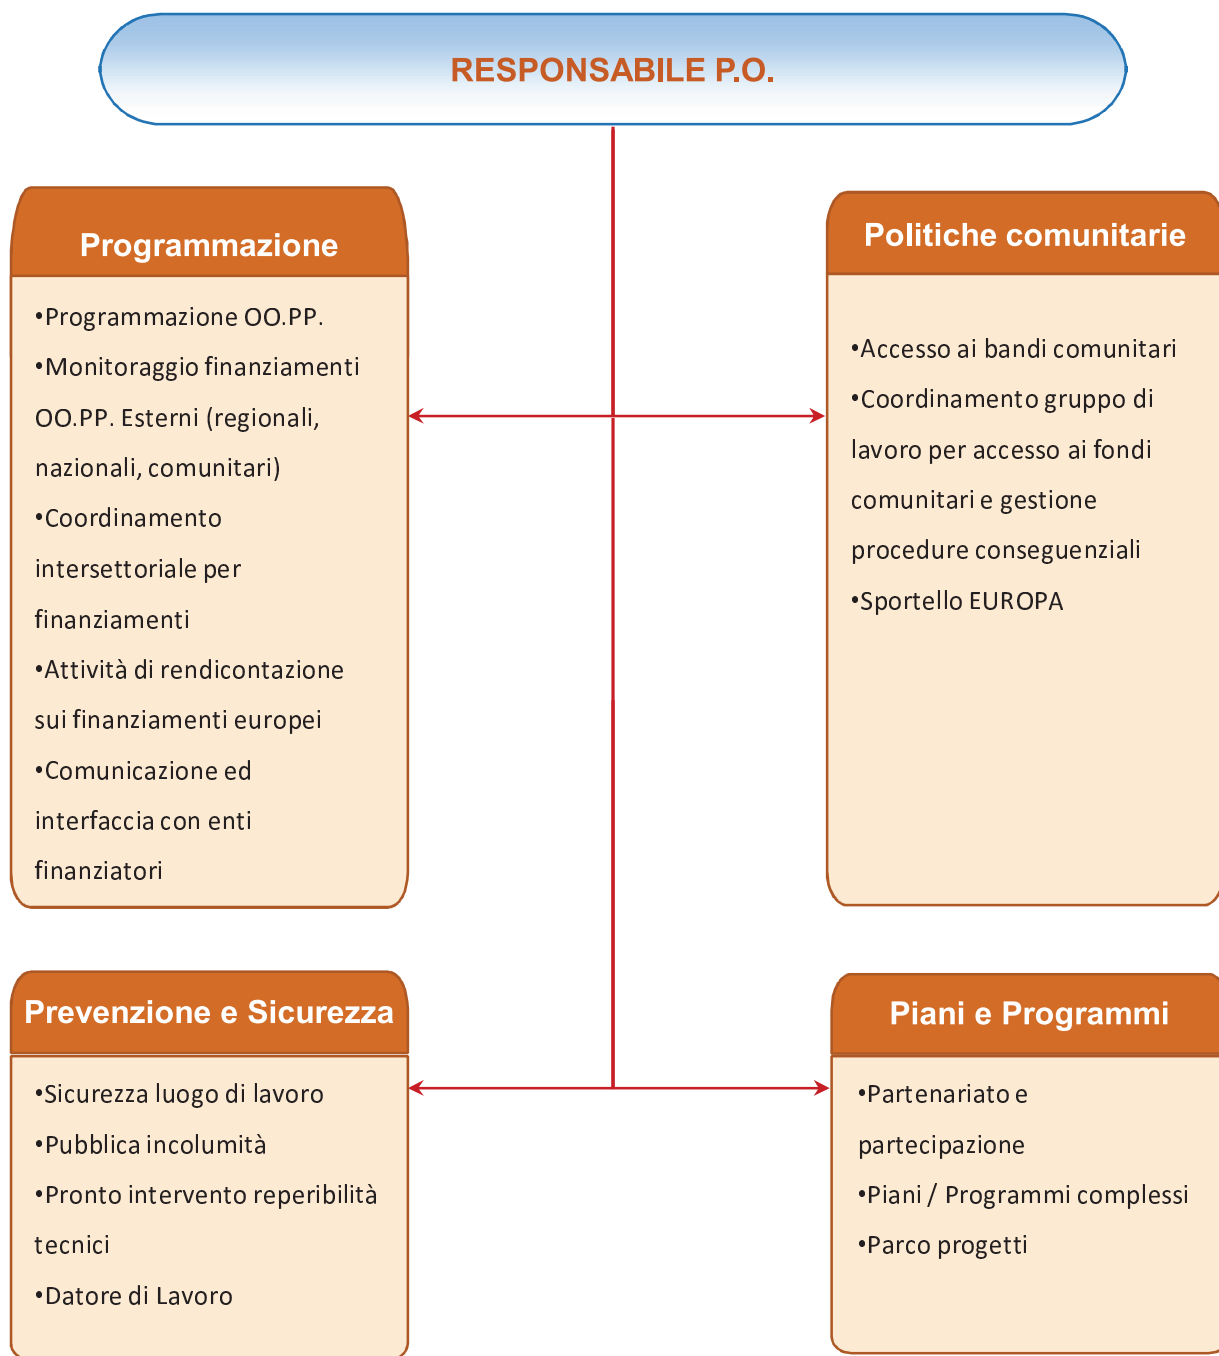 RESPONSABILE P.O.
Programmazione
•Programmazione OO.PP.
•Monitoraggio finanziamenti
OO.PP. Esterni (regionali,
nazionali, comunitari)
•Coordinamento
intersettoriale per
finanziamenti
•Attività di rendicontazione
sui finanziamenti europei
•Comunicazione ed
interfaccia con enti
finanziatori
Politiche comunitarie
•Accesso ai bandi comunitari
•Coordinamento gruppo di
lavoro per accesso ai fondi
comunitari e gestione
procedure conseguenziali
•Sportello EUROPA
Prevenzione e Sicurezza
•Sicurezza luogo di lavoro
•Pubblica incolumità
•Pronto intervento reperibilità
tecnici
•Datore di Lavoro
Piani e Programmi
•Partenariato e
partecipazione
•Piani / Programmi complessi
•Parco progetti